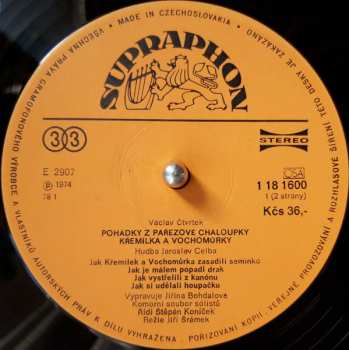 VŠECHNA PRÁVA GRAMOFONOVÉHO VÝROBCE A VLASTNÍKŮ AUTORSKÝCH PRÁV K DÍLU VYHRAZENA. POŘIZOVÁNÍ KOPIÍ, VEŘEJNÉ PROVOZOVÁNÍ A ROZHLASOVÉ ŠÍŘENÍ TÉTO DESKY JE ZAKÁZÁNO • MADE IN CZECHOSLOVAKIA •
SUPRAPHON
33
STEREO
E 2907
℗ 1974
78 1
ČSA
1 18 1600
1 (2 strany)
Kčs 36,-
Václav Čtvrtek
POHÁDKY Z PAŘEZOVÉ CHALOUPKY
KŘEMÍLKA A VOCHOMŮRKY
Hudba Jaroslav Celba
Jak Křemílek a Vochomůrka zasadili semínko
Jak je málem popadl drak
Jak vystřelili z kanónu
Jak si udělali houpačku
Vypravuje Jiřina Bohdalová
Komorní soubor sólistů
Řídí Štěpán Koníček
Režie Jiří Šrámek